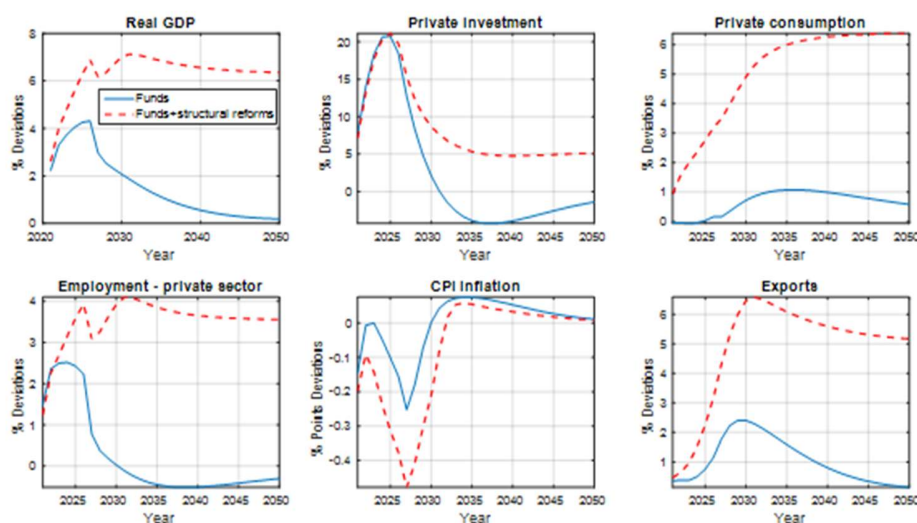 Real GDP
8
6
4
2
0
% Deviations
2020 2030 2040 2050
Year
Funds
Funds+structural reforms
Private Investment
20
15
10
5
0
% Deviations
2025 2030 2035 2040 2045 2050
Year
Private consumption
6
5
4
3
2
1
0
% Deviations
2025 2030 2035 2040 2045 2050
Year
Employment - private sector
4
3
2
1
0
% Deviations
2025 2030 2035 2040 2045 2050
Year
CPI Inflation
0
-0.1
-0.2
-0.3
-0.4
% Points Deviations
2025 2030 2035 2040 2045 2050
Year
Exports
6
5
4
3
2
1
% Deviations
2025 2030 2035 2040 2045 2050
Year